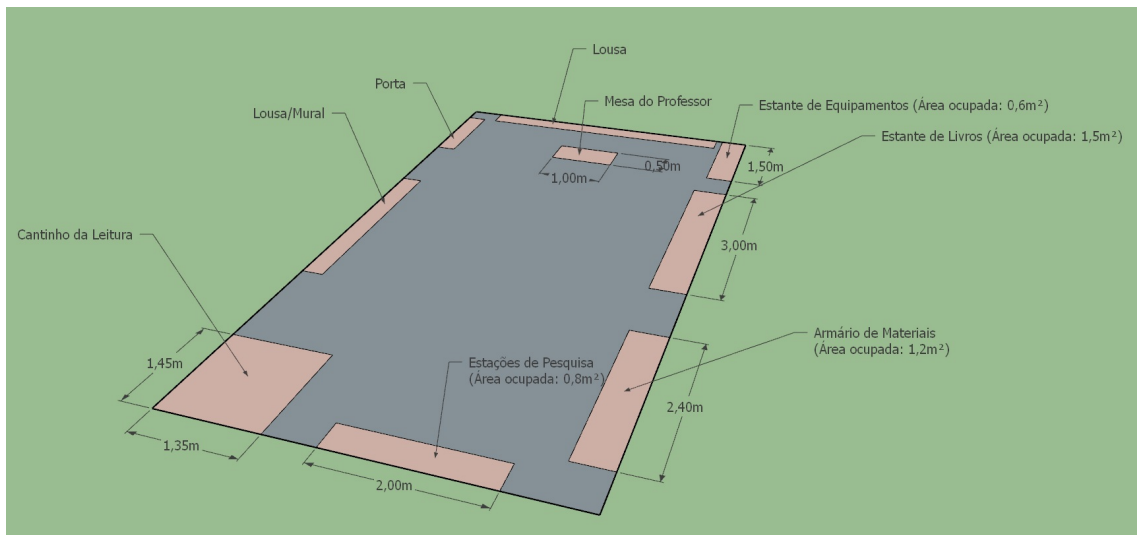 Lousa
Porta
Mesa do Professor
Estante de Equipamentos (Área ocupada: 0,6m²)
Lousa/Mural
Estante de Livros (Área ocupada: 1,5m²)
0,50m
1,50m
1,00m
Cantinho da Leitura
3,00m
Armário de Materiais
(Área ocupada: 1,2m²)
1,45m
Estações de Pesquisa
(Área ocupada: 0,8m²)
2,40m
1,35m
2,00m